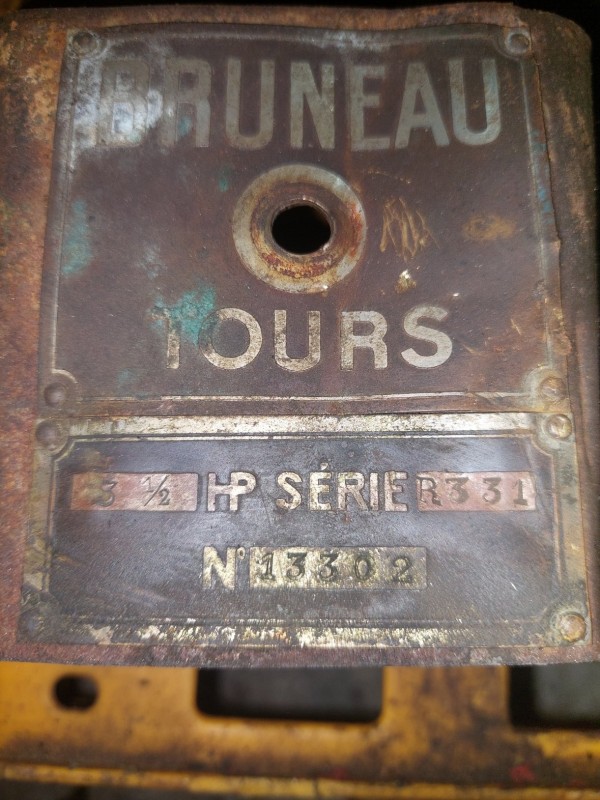 BRUNEAU
TOURS
3 ½ HP SÉRIE R331
N° 13302